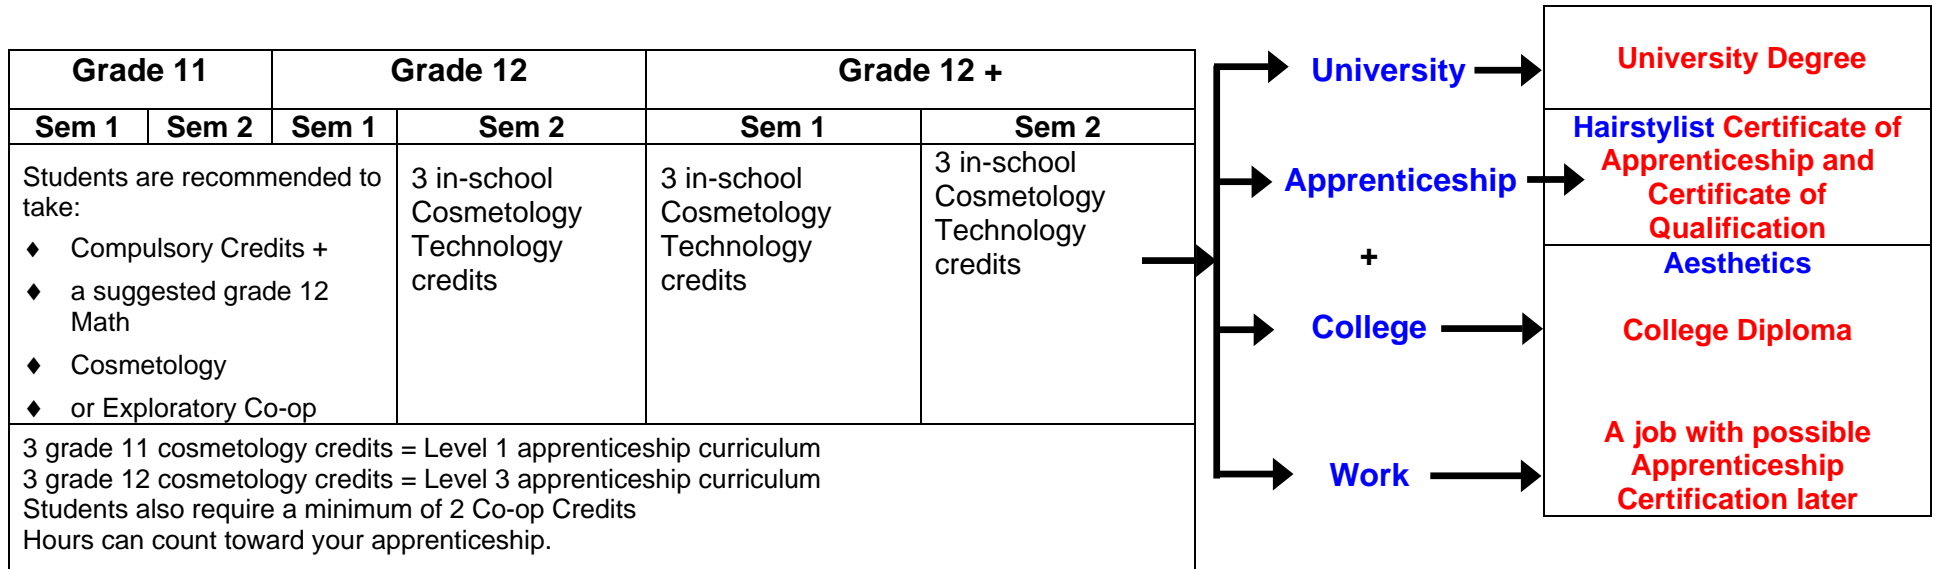 Grade 11
Grade 12
Grade 12 +
Sem 1
Sem 2
Sem 1
Sem 2
Sem 1
Sem 2
Students are recommended to
take:
♦ Compulsory Credits +
♦ a suggested grade 12
Math
♦ Cosmetology
♦ or Exploratory Co-op
3 in-school
Cosmetology
Technology
credits
3 in-school
Cosmetology
Technology
credits
3 in-school
Cosmetology
Technology
credits
3 grade 11 cosmetology credits = Level 1 apprenticeship curriculum
3 grade 12 cosmetology credits = Level 3 apprenticeship curriculum
Students also require a minimum of 2 Co-op Credits
Hours can count toward your apprenticeship.
University
Apprenticeship
+
College
Work
University Degree
Hairstylist Certificate of
Apprenticeship and
Certificate of
Qualification
Aesthetics
College Diploma
A job with possible
Apprenticeship
Certification later